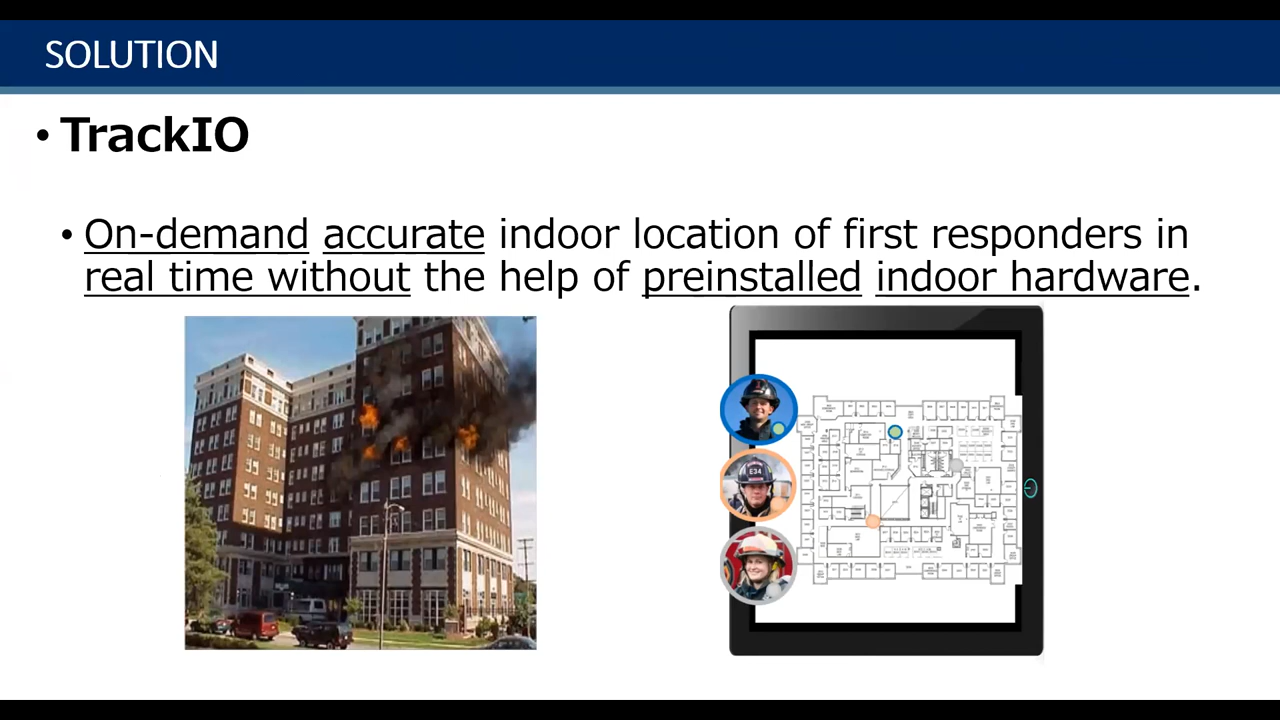 SOLUTION
• TrackIO
• On-demand accurate indoor location of first responders in
real time without the help of preinstalled indoor hardware.
E34